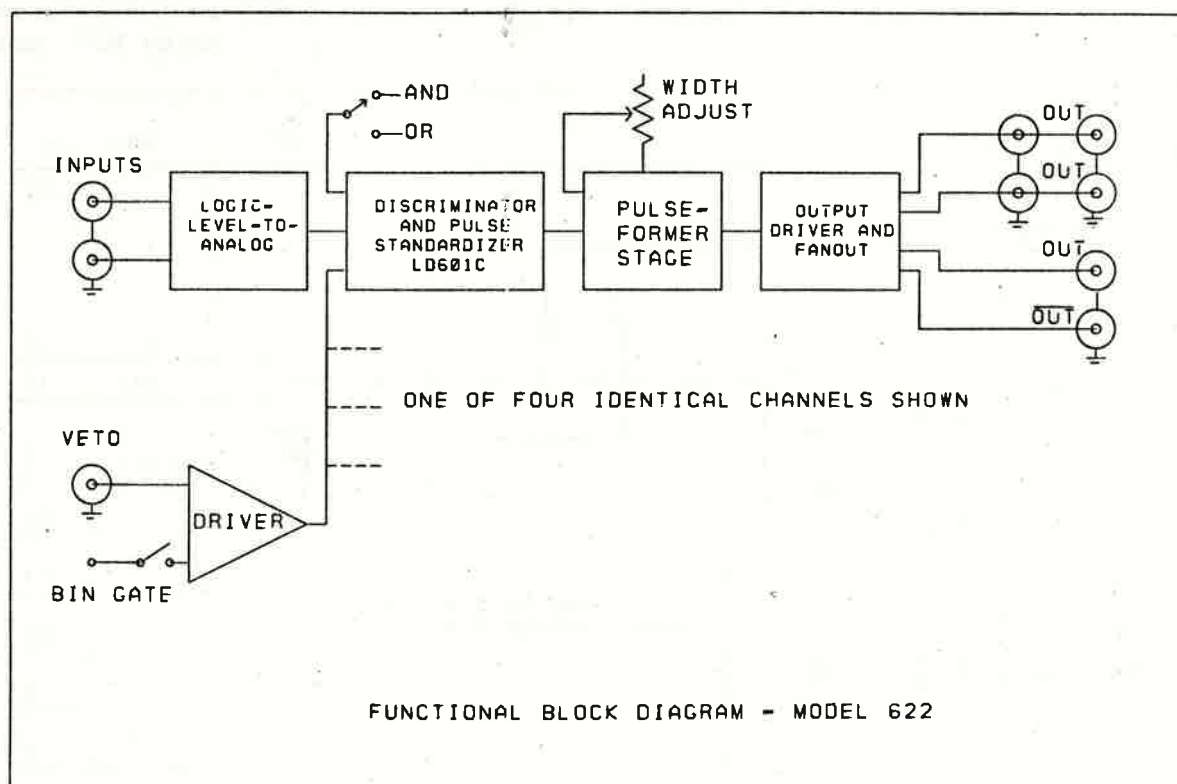 WIDTH
ADJUST
AND
OR
OUT
INPUTS
LOGIC-
LEVEL-TO-
ANALOG
DISCRIMINATOR
AND PULSE
STANDARDIZER
LD601C
PULSE-
FORMER
STAGE
OUTPUT
DRIVER AND
FANOUT
OUT
OUT
OUT
ONE OF FOUR IDENTICAL CHANNELS SHOWN
VETO
DRIVER
BIN GATE
FUNCTIONAL BLOCK DIAGRAM - MODEL 622